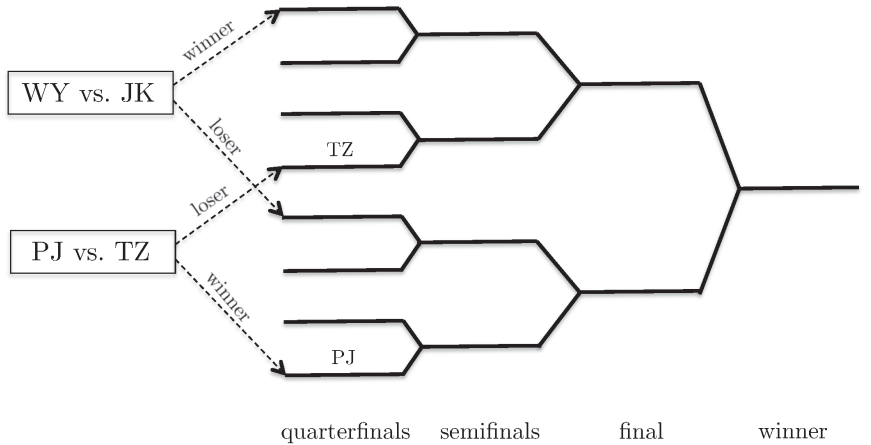 winner
WY vs. JK
loser
TZ
loser
PJ vs. TZ
winner
PJ
quarterfinals semifinals final winner